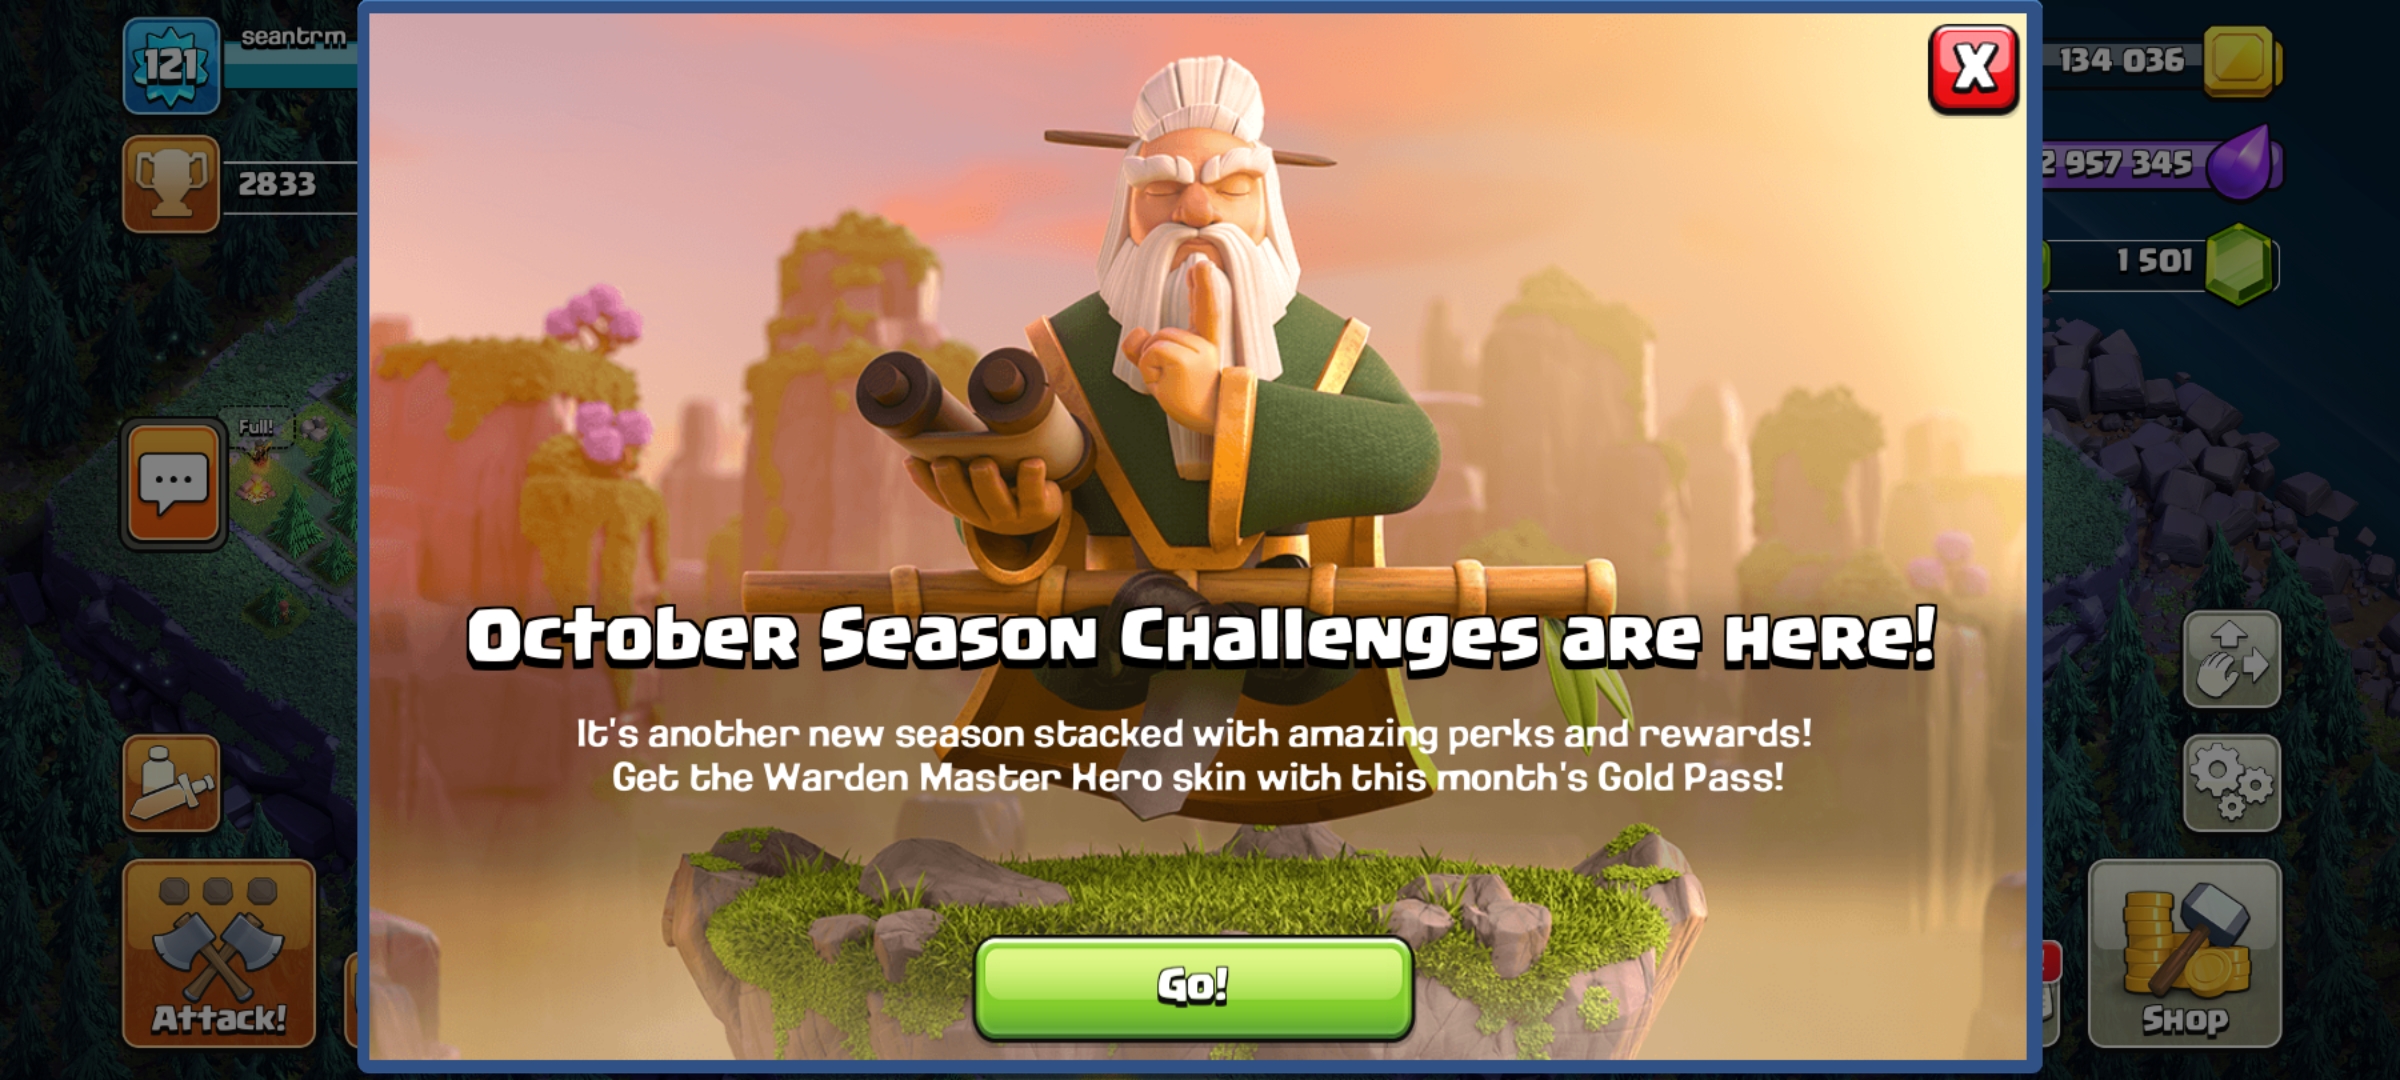 121
seantrm
2833
134 036
2 957 345
1 501
Full!
X
October Season Challenges are here!
It's another new season stacked with amazing perks and rewards!
Get the Warden Master Hero skin with this month's Gold Pass!
Go!
Attack!
Shop